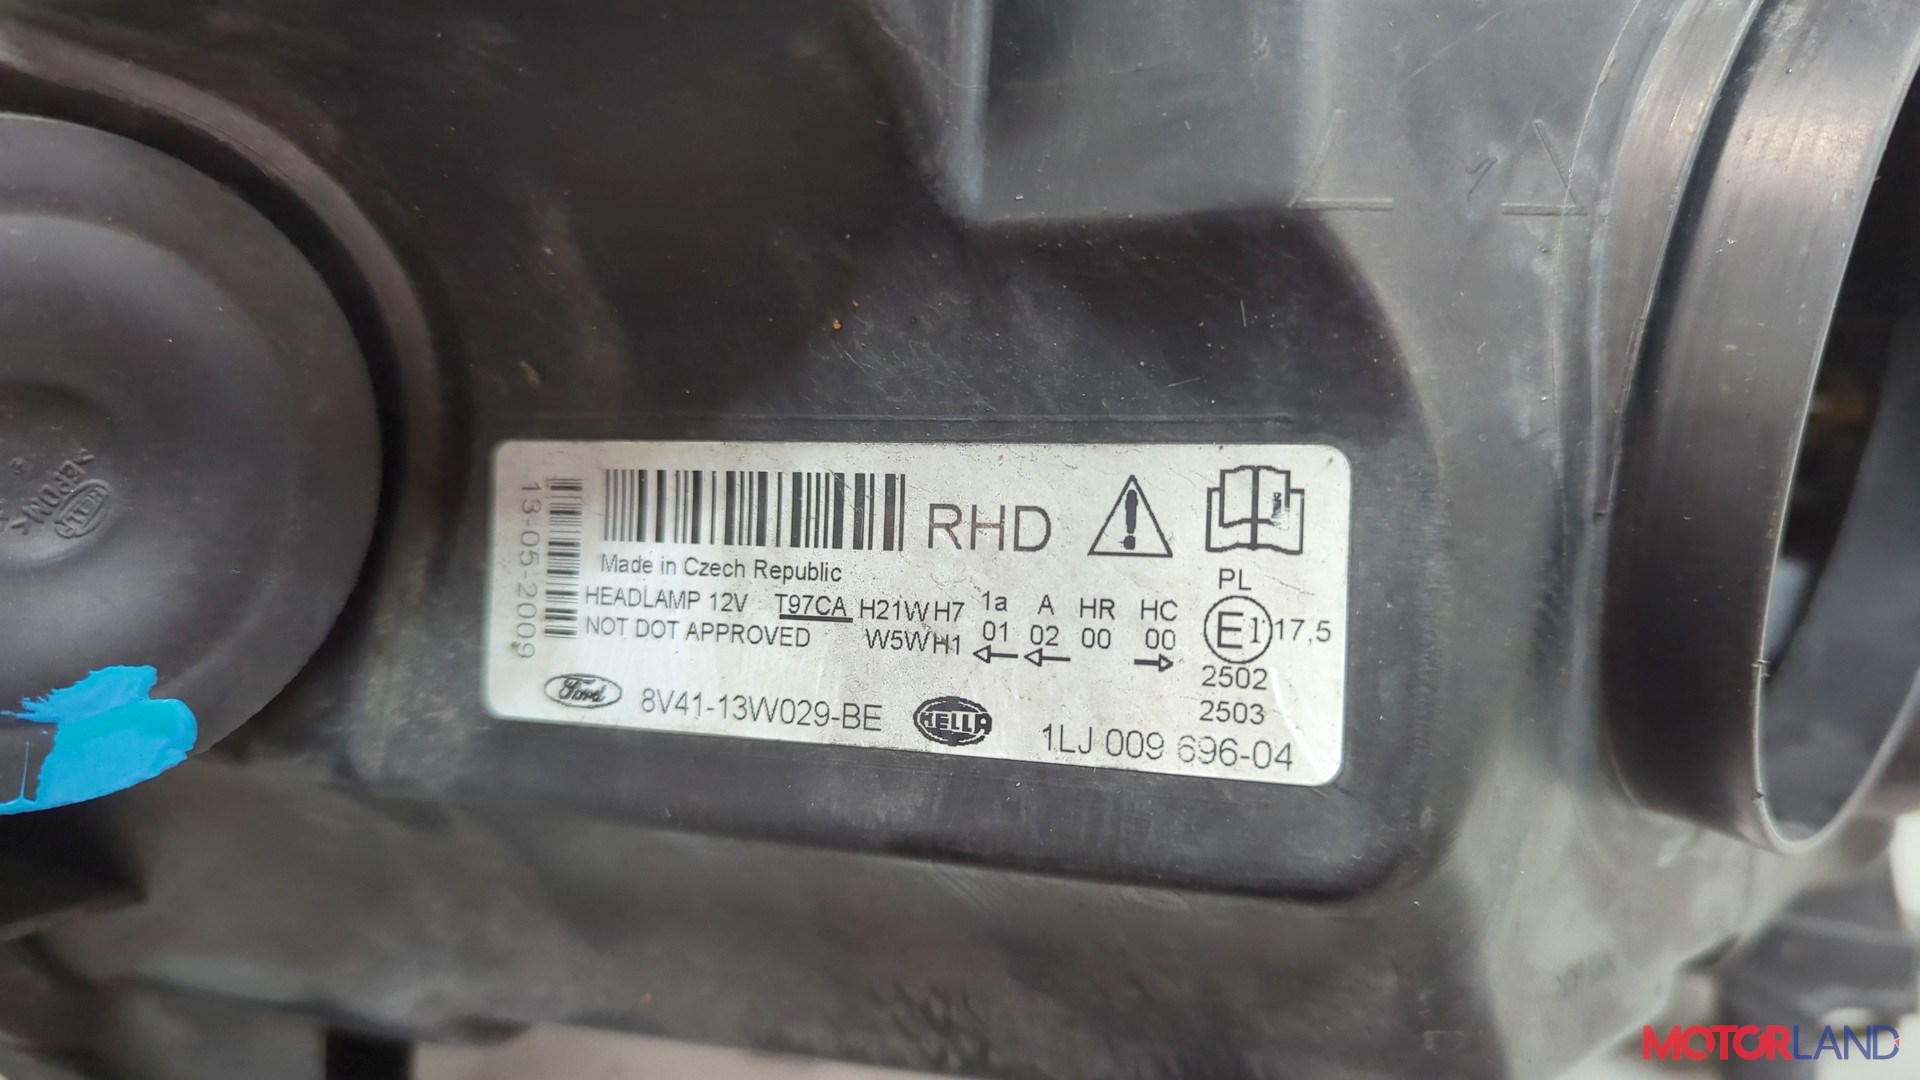 13-05-2009
RHD
Made in Czech Republic
HEADLAMP 12V T97CA H21W H7 1a A HR HC
NOT DOT APPROVED W5W H1 01 02 00 00
PL
E1 17,5
2502
2503
Ford 8V41-13W029-BE HELLA 1LJ 009 696-04
HELLA
MOTORLAND